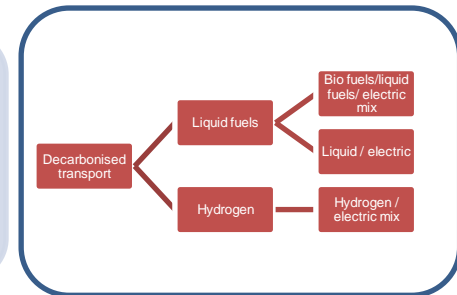 Decarbonised
transport
Liquid fuels
Hydrogen
Bio fuels/liquid
fuels/ electric
mix
Liquid / electric
Hydrogen /
electric mix